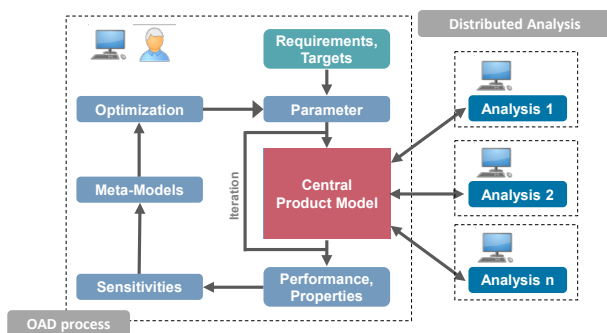 Distributed Analysis
Requirements,
Targets
Optimization
Parameter
Analysis 1
Meta-Models
Iteration
Central
Product Model
Analysis 2
Sensitivities
Performance,
Properties
Analysis n
OAD process